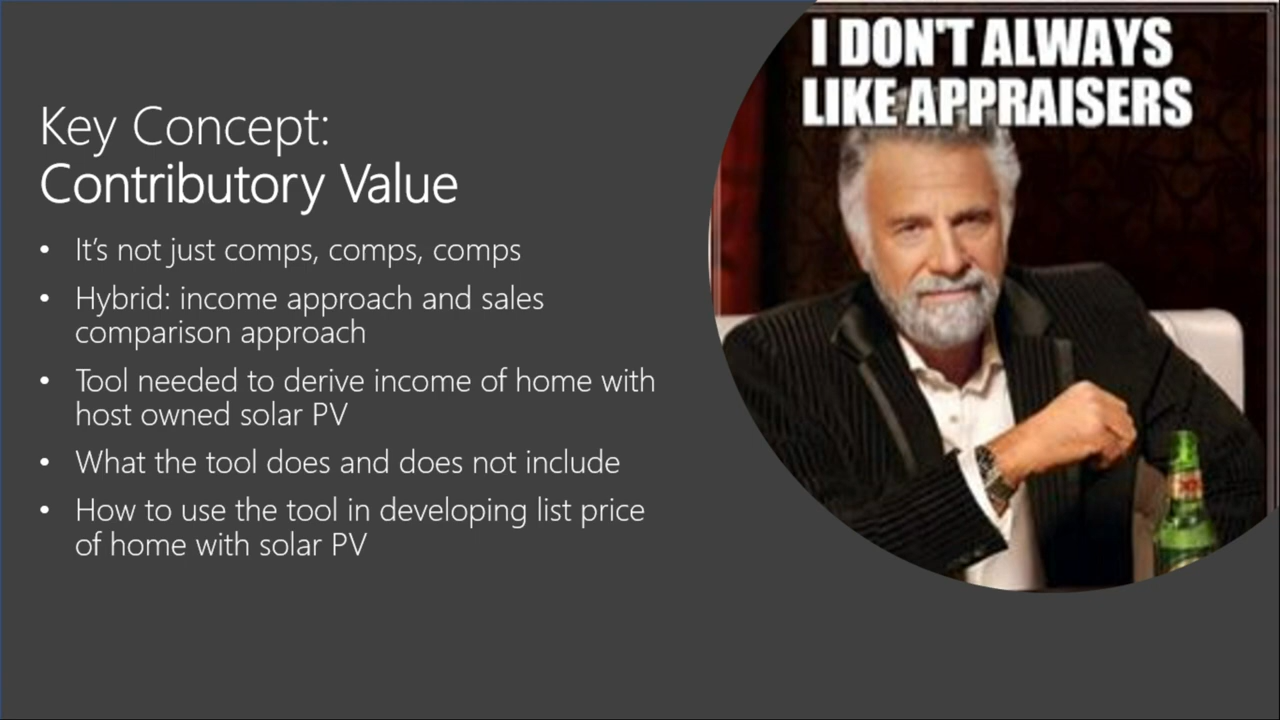 Key Concept:
Contributory Value
• It's not just comps, comps, comps
• Hybrid: income approach and sales
comparison approach
• Tool needed to derive income of home with
host owned solar PV
• What the tool does and does not include
• How to use the tool in developing list price
of home with solar PV
I DON'T ALWAYS
LIKE APPRAISERS